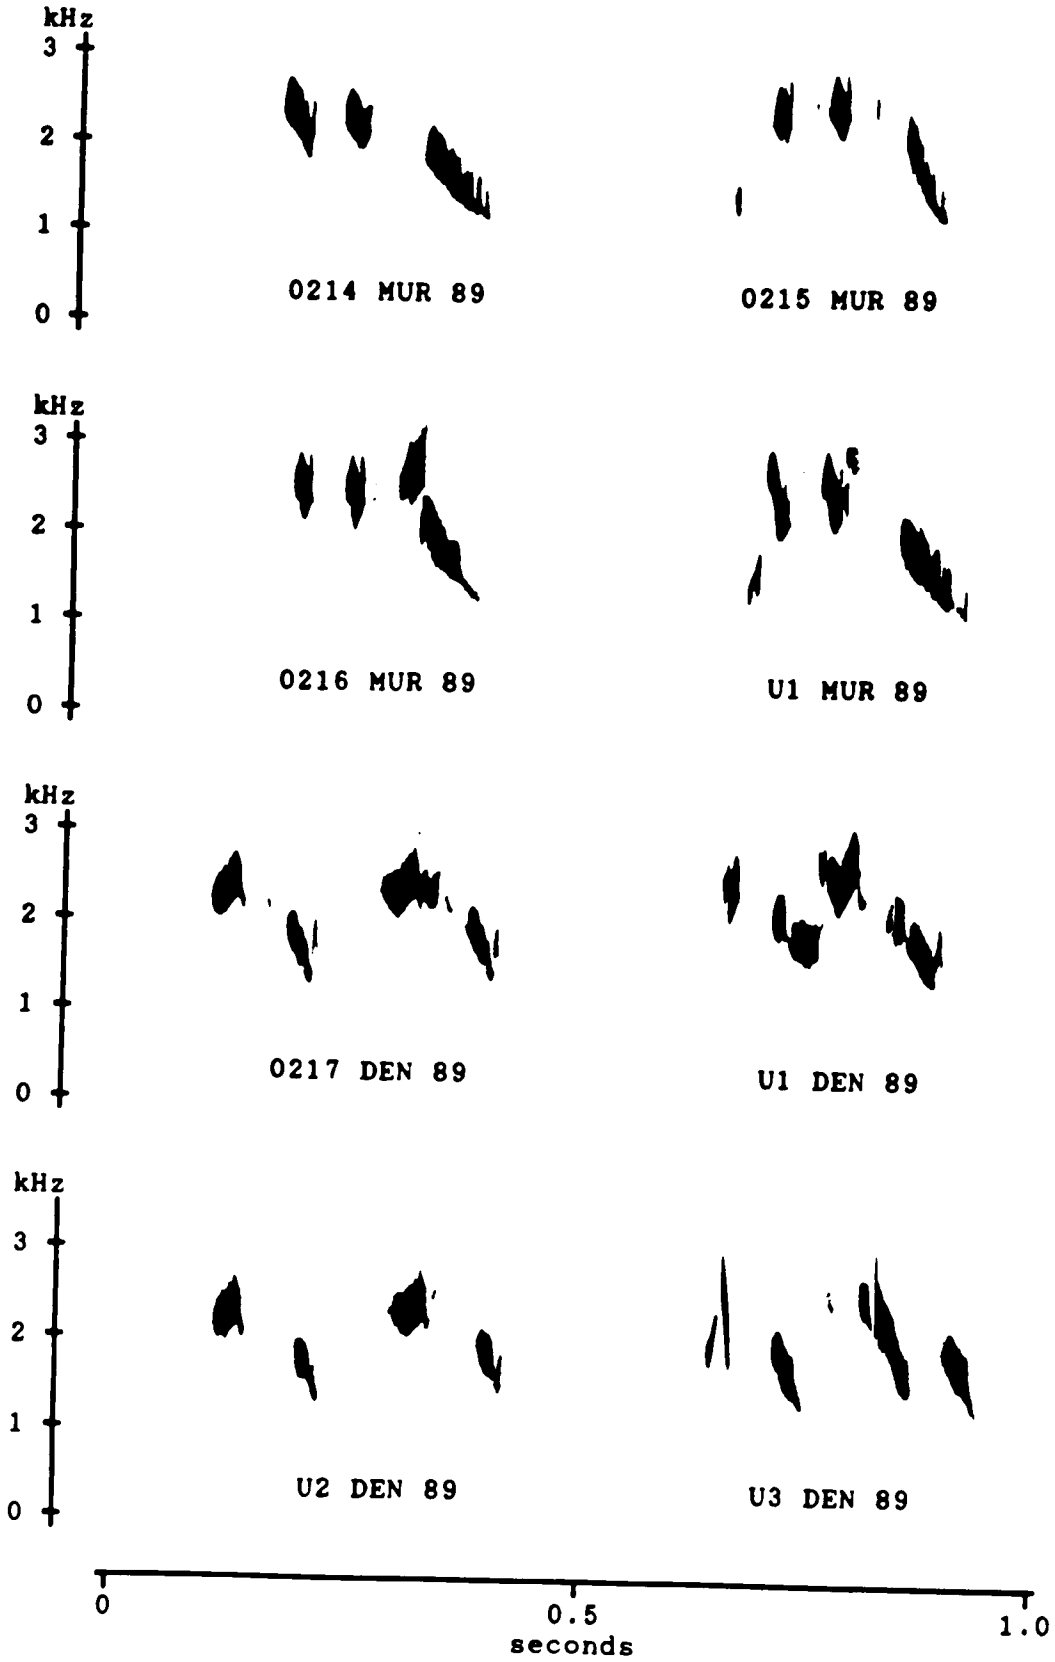 kHz
3
2
1
0
0214 MUR 89
0215 MUR 89
kHz
3
2
1
0
0216 MUR 89
U1 MUR 89
kHz
3
2
1
0
0217 DEN 89
U1 DEN 89
kHz
3
2
1
0
U2 DEN 89
U3 DEN 89
0
0.5
1.0
seconds